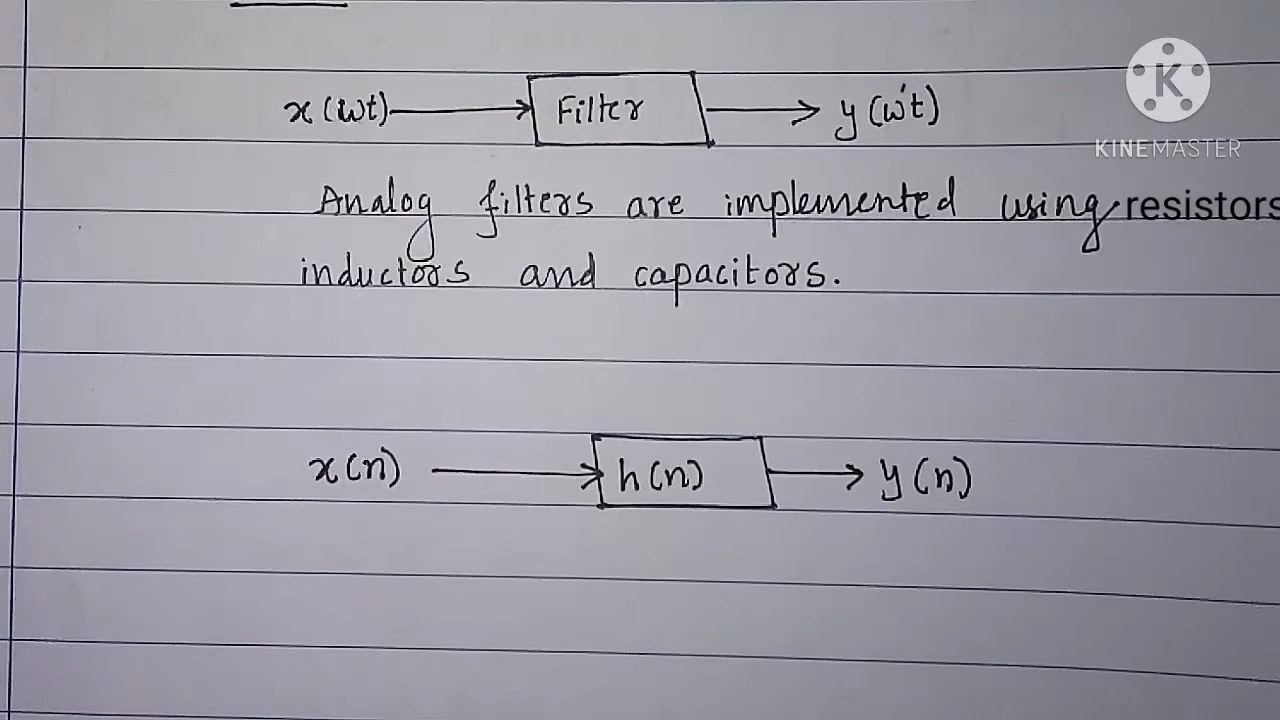 x(ωt) Filter y(ω't)
K
KINEMASTER
Analog filters are implemented using resistors
inductors and capacitors.
x(n) h(n) y(n)